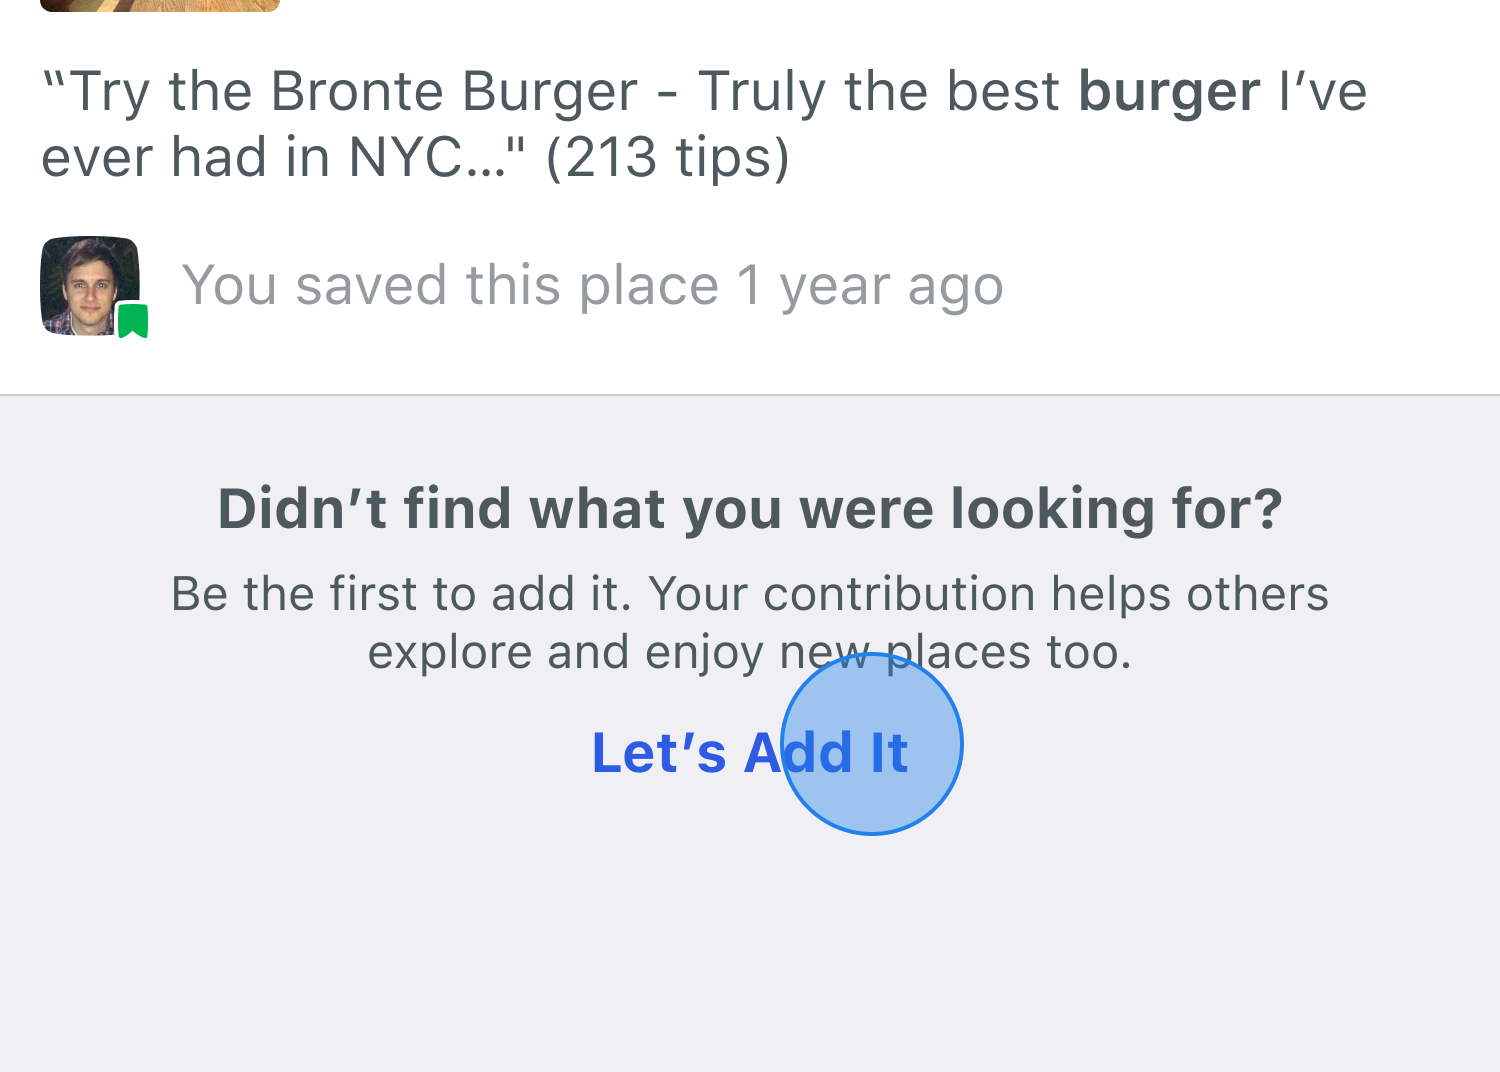 “Try the Bronte Burger - Truly the best burger I’ve
ever had in NYC..." (213 tips)
You saved this place 1 year ago
Didn’t find what you were looking for?
Be the first to add it. Your contribution helps others
explore and enjoy new places too.
Let’s Add It